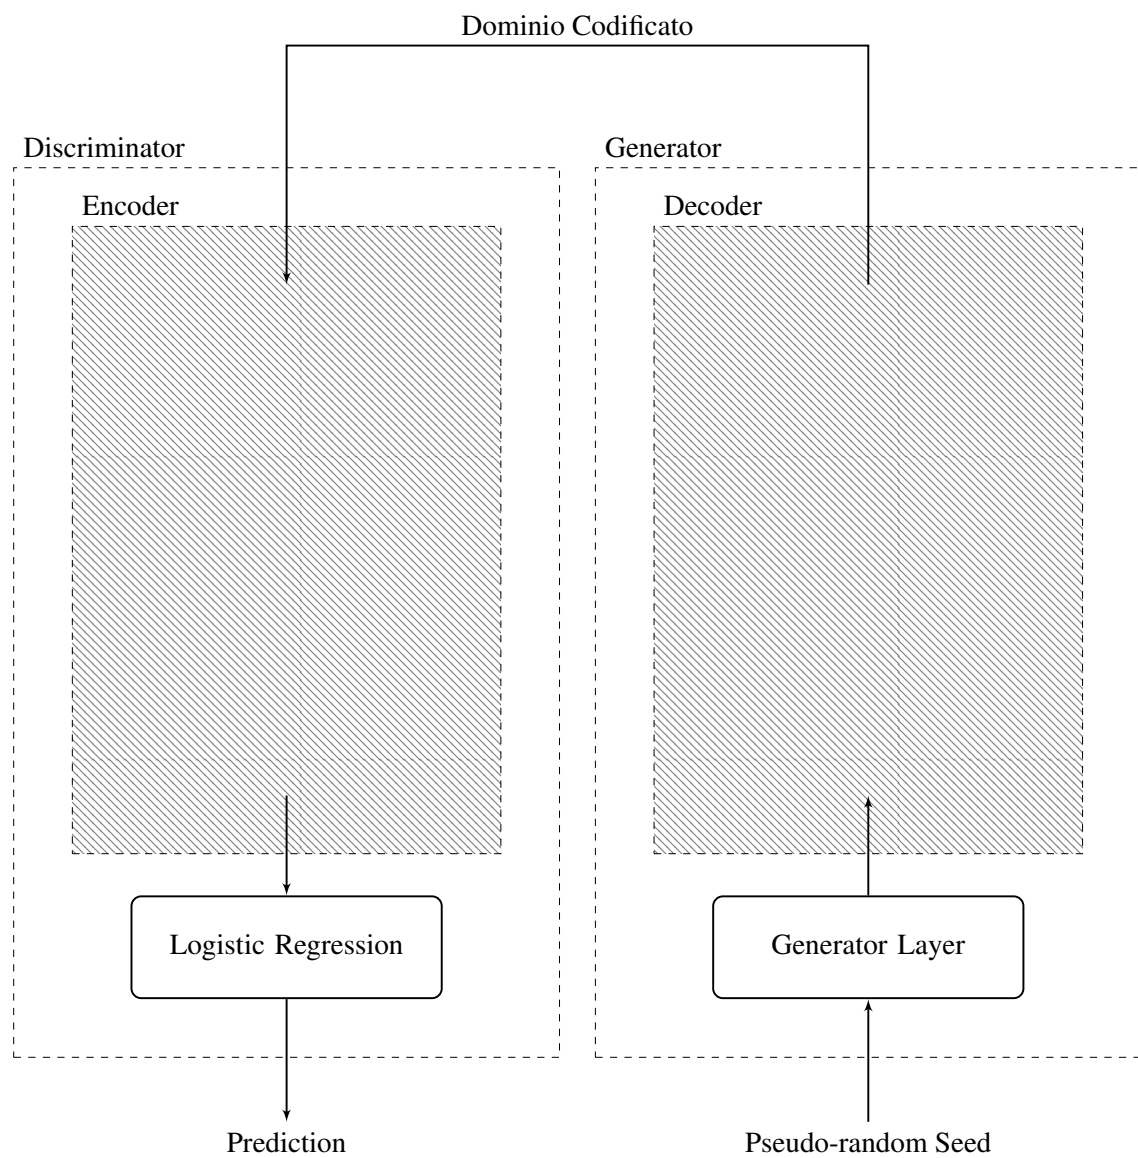 Dominio Codificato
Discriminator
Generator
Encoder
Decoder
Logistic Regression
Generator Layer
Prediction
Pseudo-random Seed